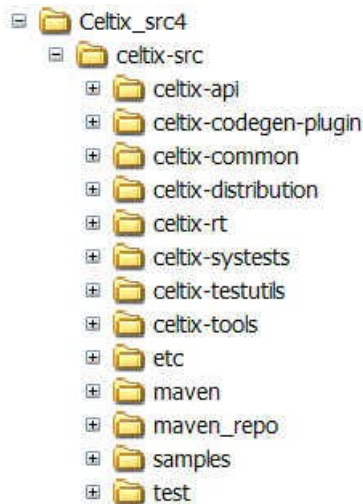 Celtix_src4
celtix-src
celtix-api
celtix-codegen-plugin
celtix-common
celtix-distribution
celtix-rt
celtix-systests
celtix-testutils
celtix-tools
etc
maven
maven_repo
samples
test